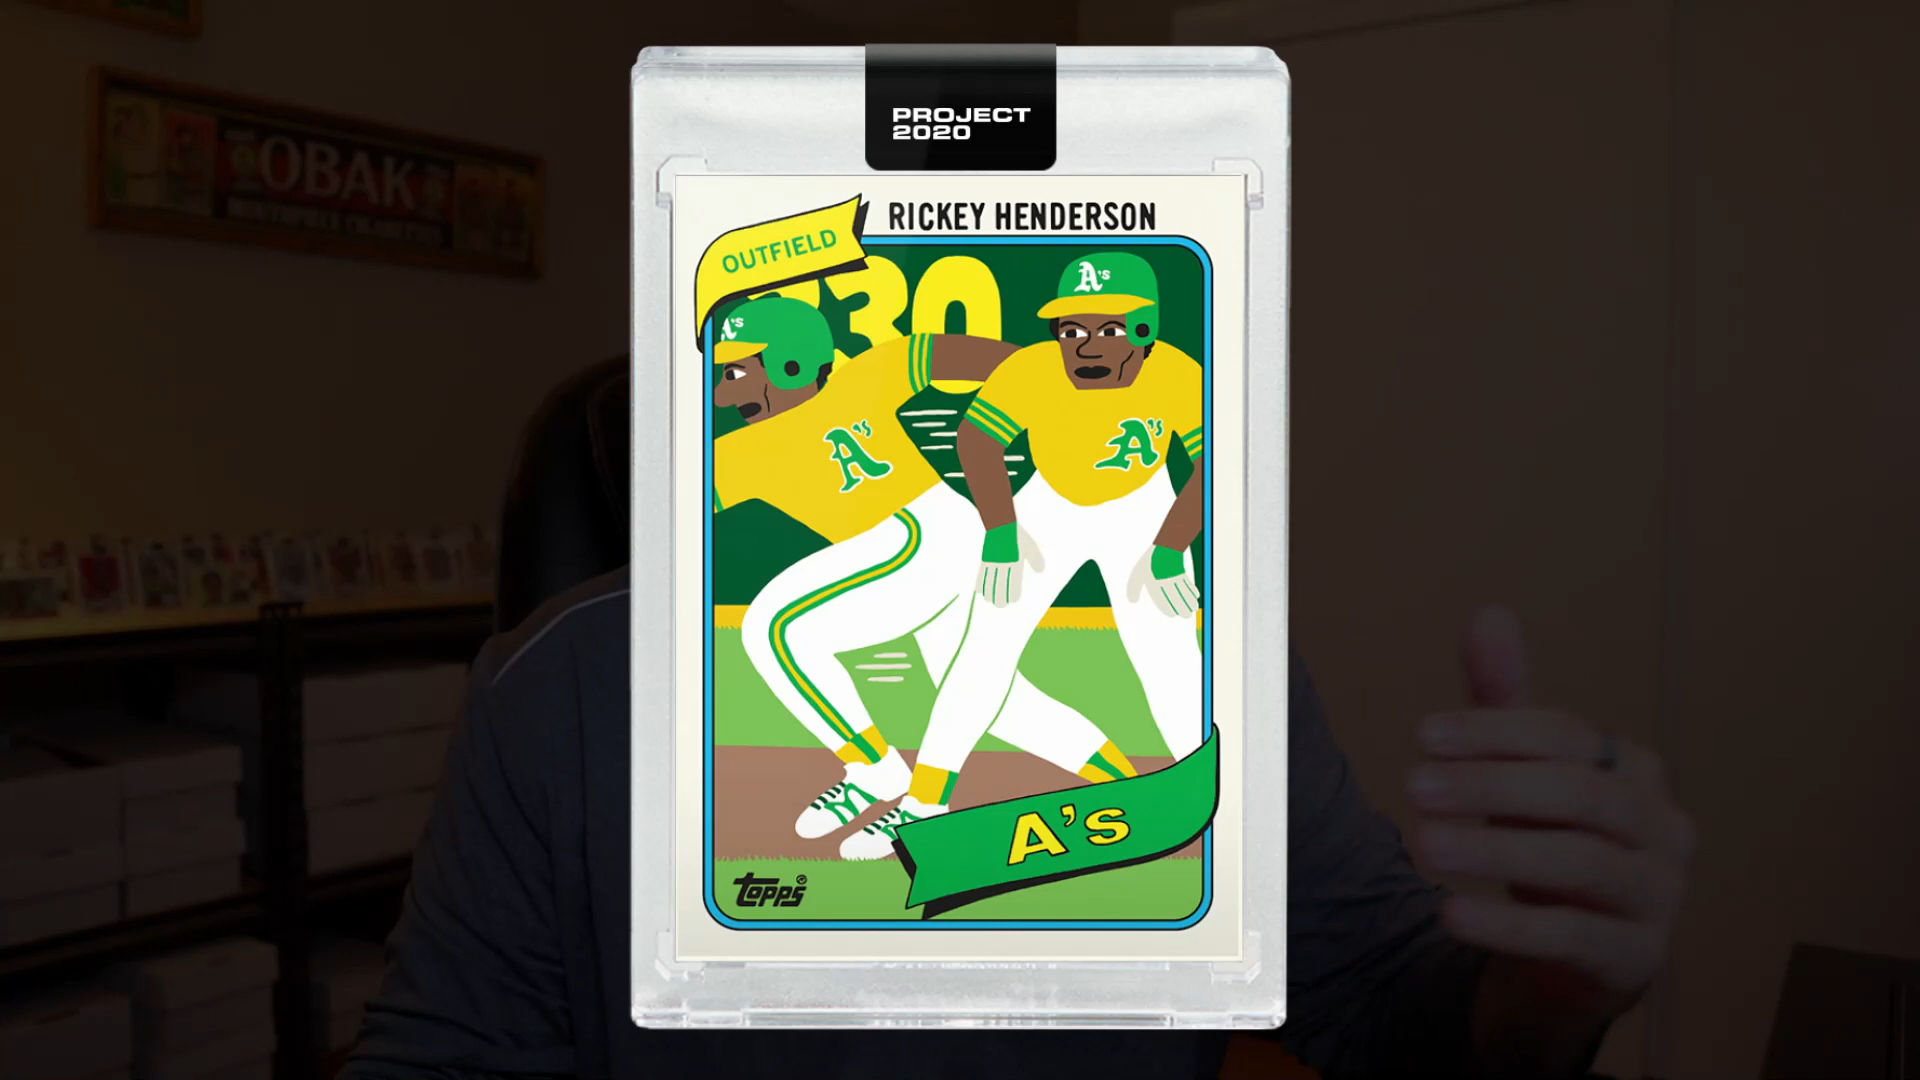 PROJECT
2020
RICKEY HENDERSON
OUTFIELD
30
A's
A's
A's
A's
A's
topps
OBAK